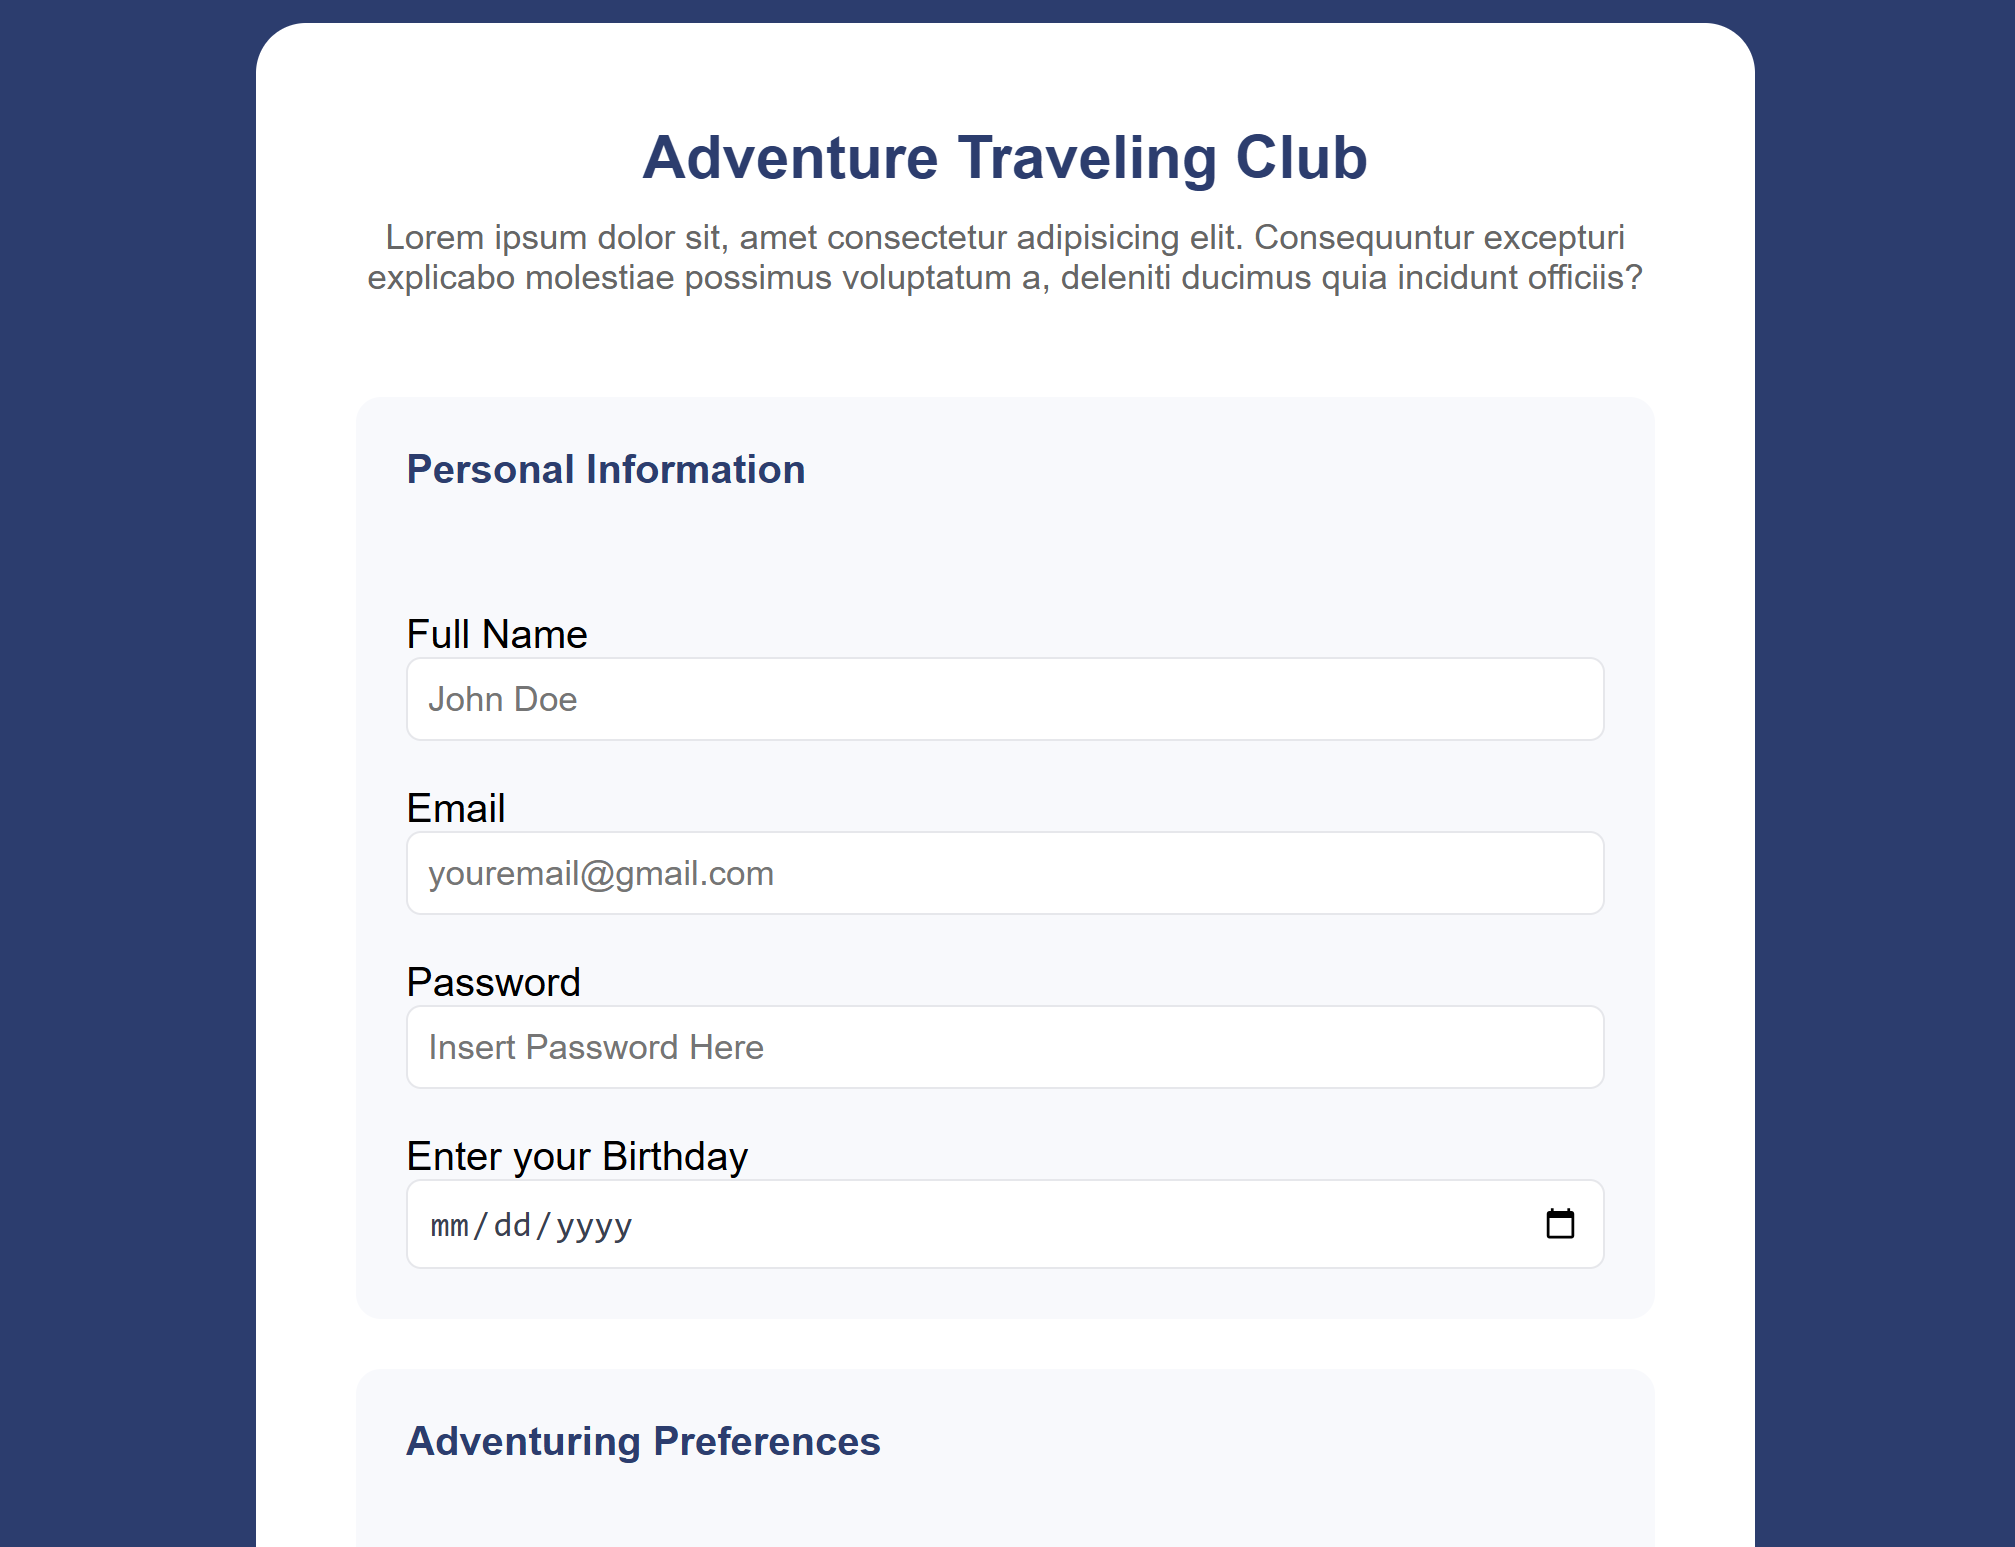 Adventure Traveling Club
Lorem ipsum dolor sit, amet consectetur adipisicing elit. Consequuntur excepturi
explicabo molestiae possimus voluptatum a, deleniti ducimus quia incidunt officiis?
Personal Information
Full Name
John Doe
Email
youremail@gmail.com
Password
Insert Password Here
Enter your Birthday
mm/dd/yyyy
Adventuring Preferences